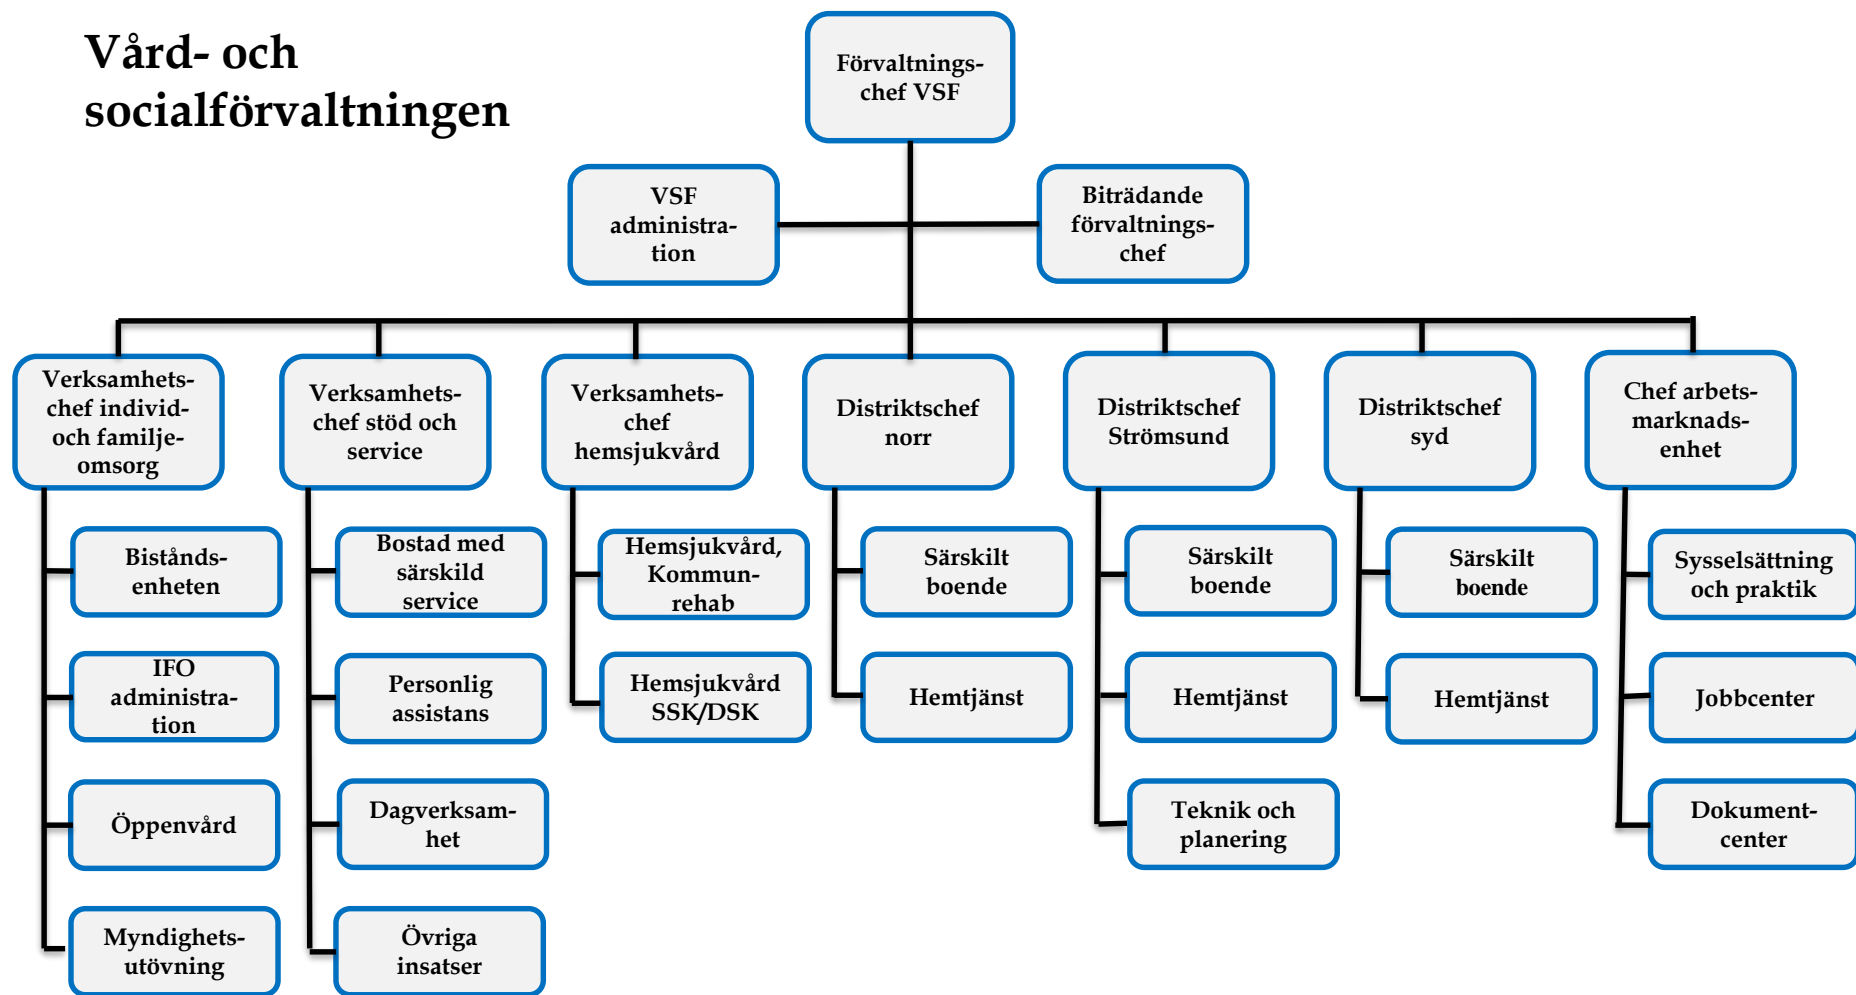 Vård- och
socialförvaltningen
Förvaltnings-
chef VSF
VSF
administra-
tion
Biträdande
förvaltnings-
chef
Verksamhets-
chef individ-
och familje-
omsorg
Verksamhets-
chef stöd och
service
Verksamhets-
chef
hemsjukvård
Distriktschef
norr
Distriktschef
Strömsund
Distriktschef
syd
Chef arbets-
marknads-
enhet
Bistånds-
enheten
IFO
administra-
tion
Öppenvård
Myndighets-
utövning
Bostad med
särskild
service
Personlig
assistans
Dagverksam-
het
Övriga
insatser
Hemsjukvård,
Kommun-
rehab
Hemsjukvård
SSK/DSK
Särskilt
boende
Hemtjänst
Särskilt
boende
Hemtjänst
Teknik och
planering
Särskilt
boende
Hemtjänst
Sysselsättning
och praktik
Jobbcenter
Dokument-
center